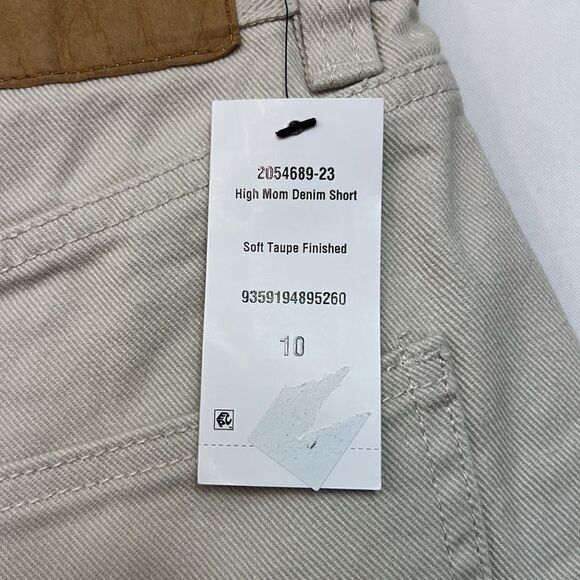 2054689-23
High Mom Denim Short
Soft Taupe Finished
9359194895260
10